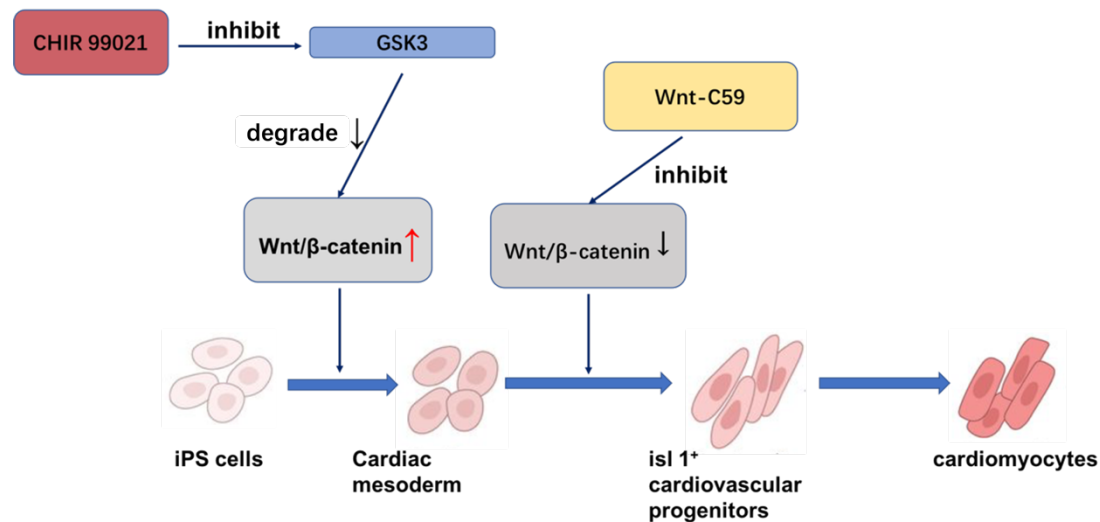 CHIR 99021
inhibit
GSK3
Wnt-C59
degrade ↓
inhibit
Wnt/β-catenin ↑
Wnt/β-catenin ↓
iPS cells
Cardiac
mesoderm
isl 1⁺
cardiovascular
progenitors
cardiomyocytes